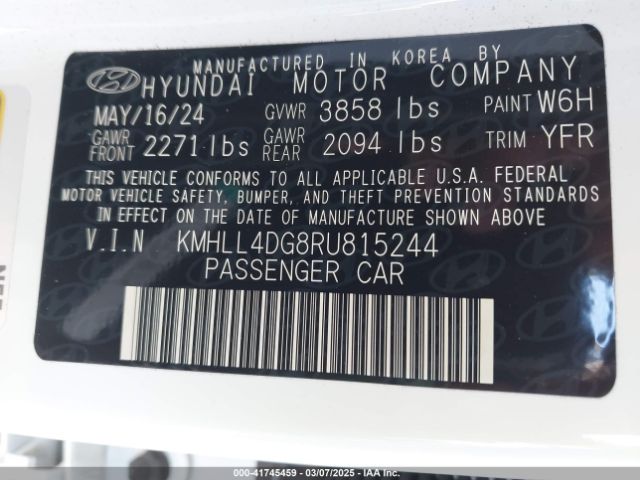 MANUFACTURED IN KOREA BY
HYUNDAI MOTOR COMPANY
MAY/16/24 GVWR 3858 lbs PAINT W6H
GAWR FRONT 2271 lbs GAWR REAR 2094 lbs TRIM YFR
THIS VEHICLE CONFORMS TO ALL APPLICABLE U.S.A. FEDERAL
MOTOR VEHICLE SAFETY, BUMPER, AND THEFT PREVENTION STANDARDS
IN EFFECT ON THE DATE OF MANUFACTURE SHOWN ABOVE
V.I.N KMHLL4DG8RU815244
PASSENGER CAR
000-41745459 | 03/07/2025 - IAA Inc.